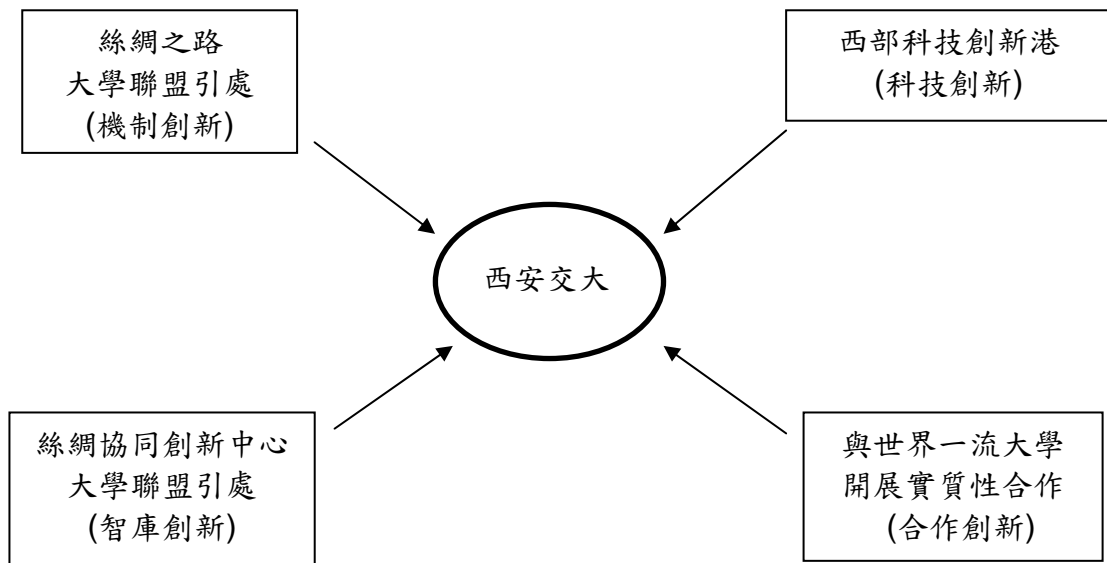 絲綢之路
大學聯盟引處
(機制創新)
西部科技創新港
(科技創新)
西安交大
絲綢協同創新中心
大學聯盟引處
(智庫創新)
與世界一流大學
開展實質性合作
(合作創新)